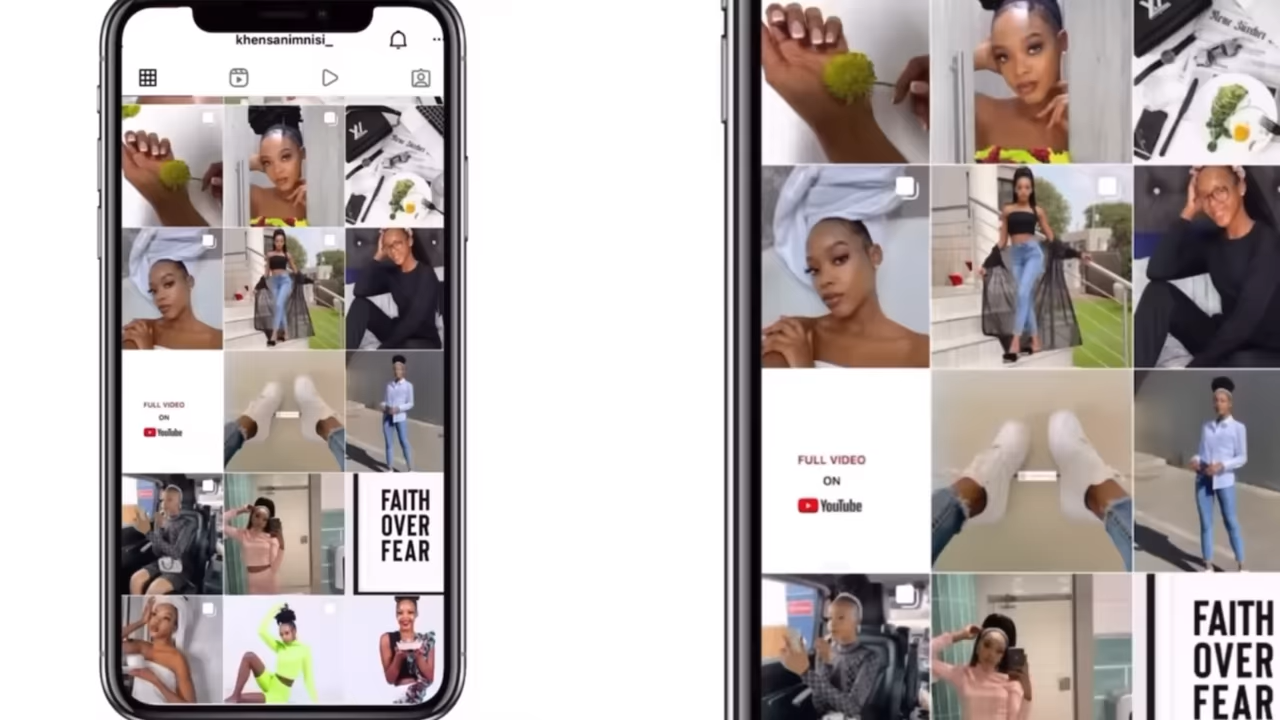 khensanimnisi_
FULL VIDEO
ON
YouTube
FAITH
OVER
FEAR
FULL VIDEO
ON
YouTube
FAITH
OVER
FEAR